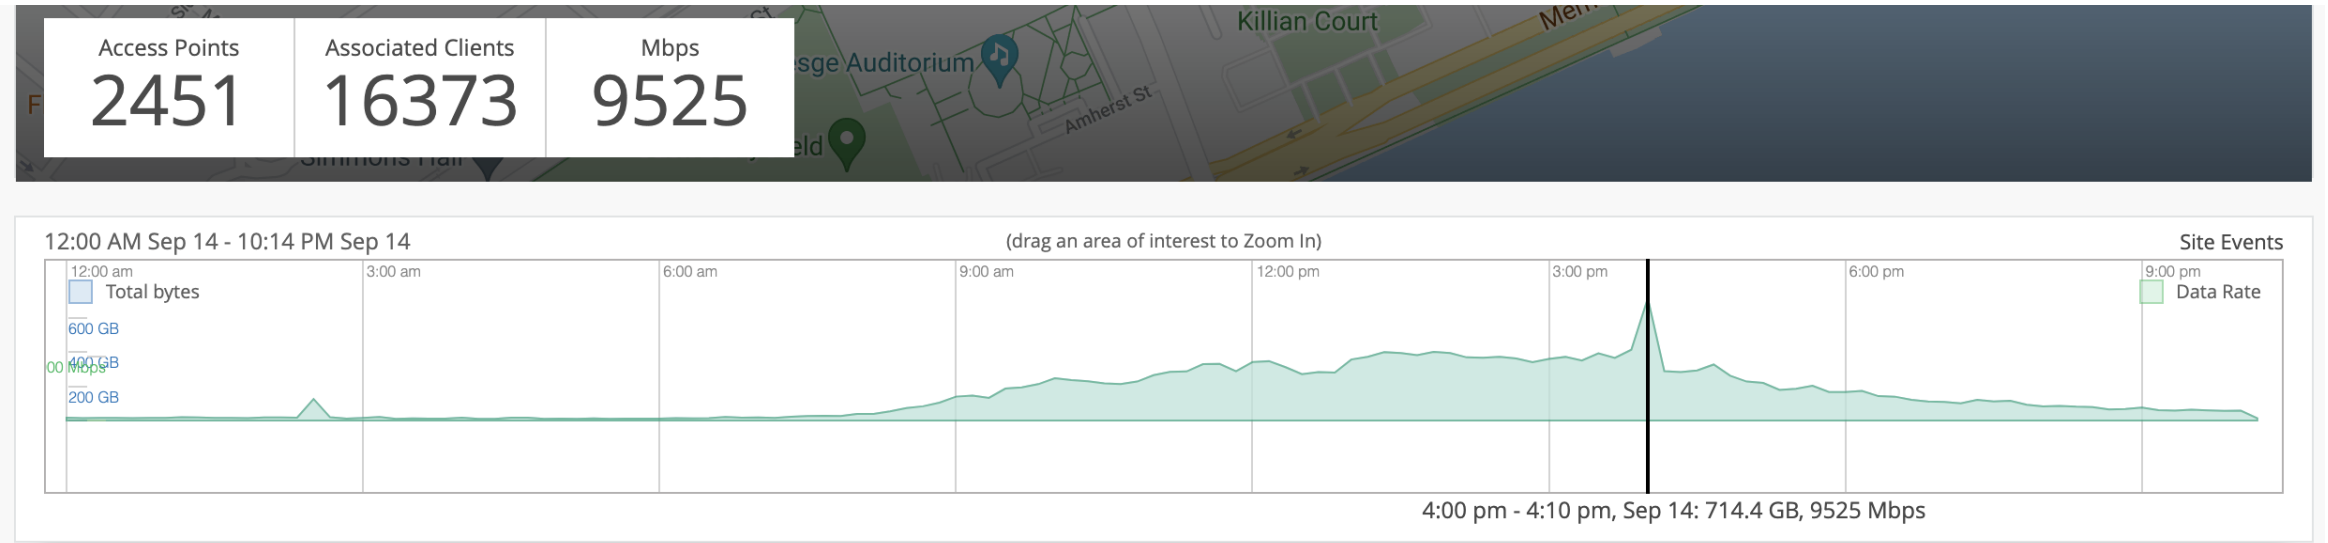 Access Points
2451
Associated Clients
16373
Mbps
9525
Killian Court
esge Auditorium
Amherst St
St
eld
12:00 AM Sep 14 - 10:14 PM Sep 14
(drag an area of interest to Zoom In)
Site Events
12:00 am
3:00 am
6:00 am
9:00 am
12:00 pm
3:00 pm
6:00 pm
9:00 pm
Total bytes
Data Rate
600 GB
400 GB
00 Mbps
200 GB
4:00 pm - 4:10 pm, Sep 14: 714.4 GB, 9525 Mbps